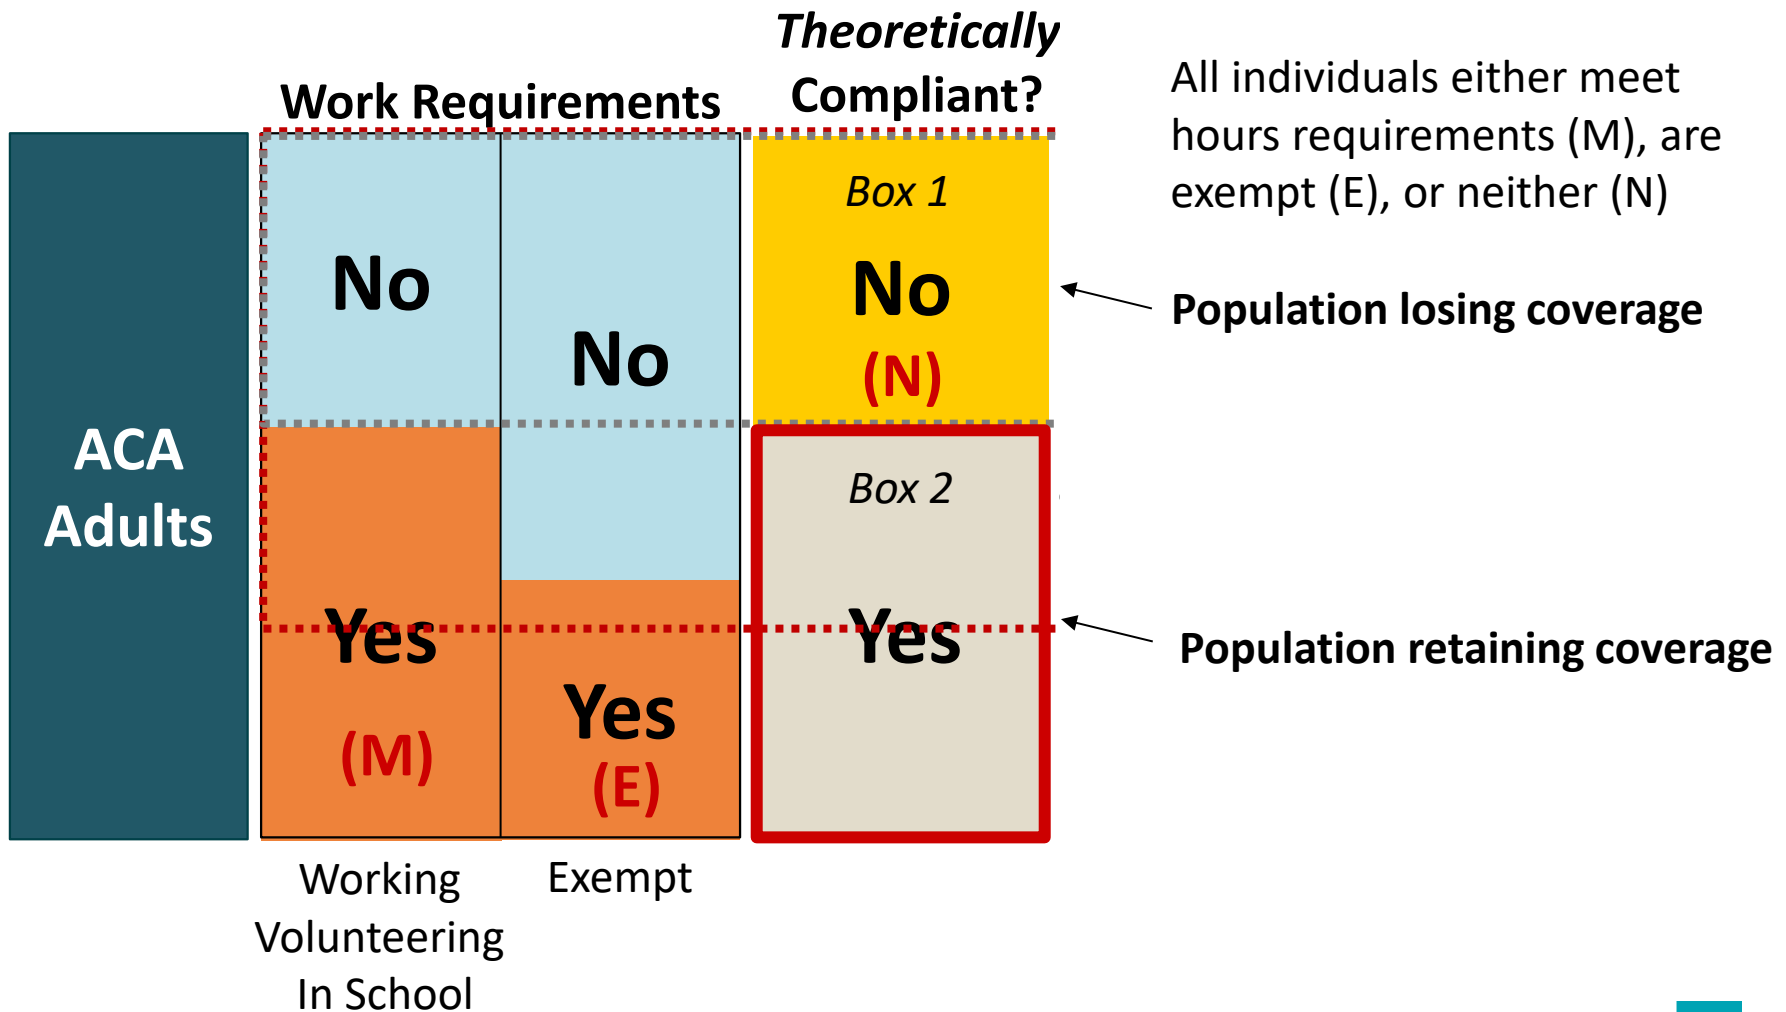 Theoretically
Compliant?
Work Requirements
All individuals either meet
hours requirements (M), are
exempt (E), or neither (N)
Box 1
No
No
No
(N)
Population losing coverage
ACA
Adults
Box 2
Yes
(M)
Yes
(E)
Yes
Population retaining coverage
Working
Volunteering
In School
Exempt